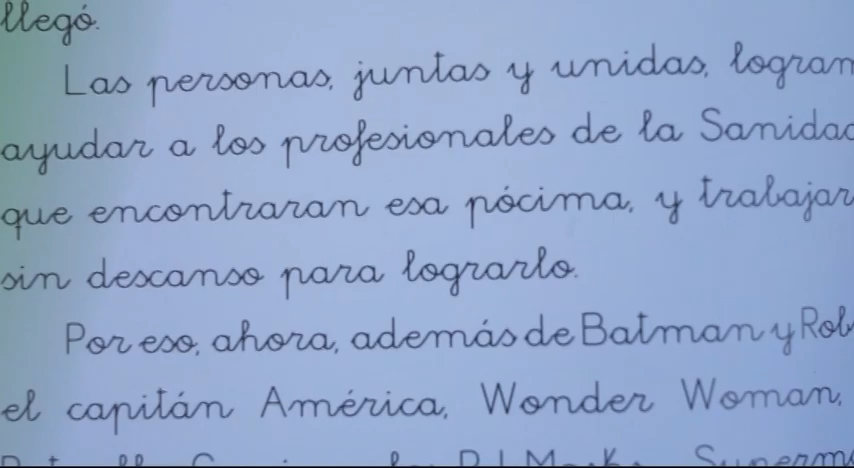 llegó.
Las personas, juntas y unidas, logran
ayudar a los profesionales de la Sanidad
que encontraran esa pócima, y trabajar
sin descanso para lograrlo.
Por eso, ahora, además de Batman y Rob
el capitán América, Wonder Woman,